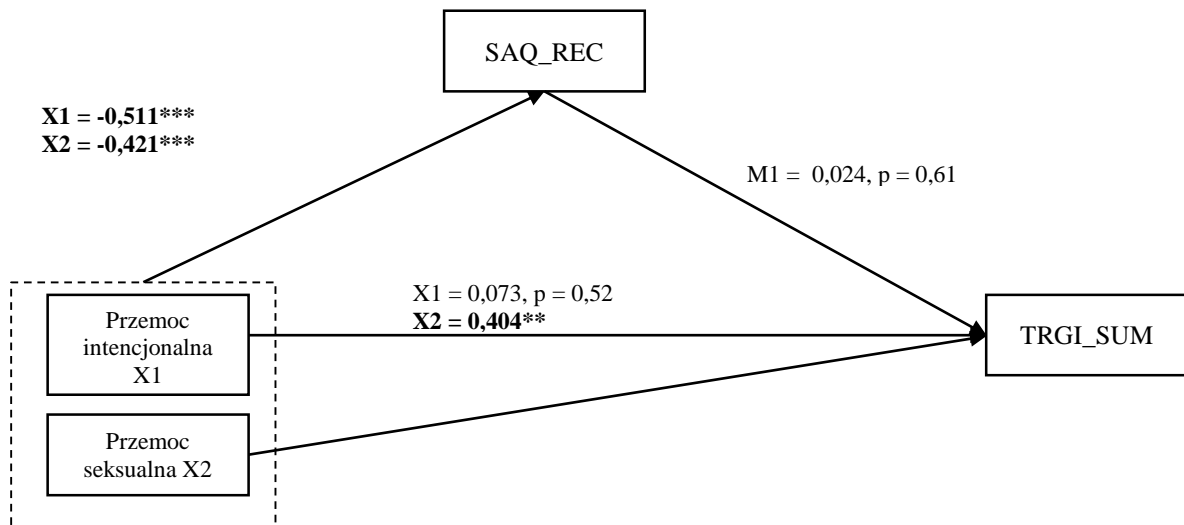 SAQ_REC
X1 = -0,511***
X2 = -0,421***
M1 =  0,024, p = 0,61
X1 = 0,073, p = 0,52
X2 = 0,404**
Przemoc
intencjonalna
X1
TRGI_SUM
Przemoc
seksualna X2